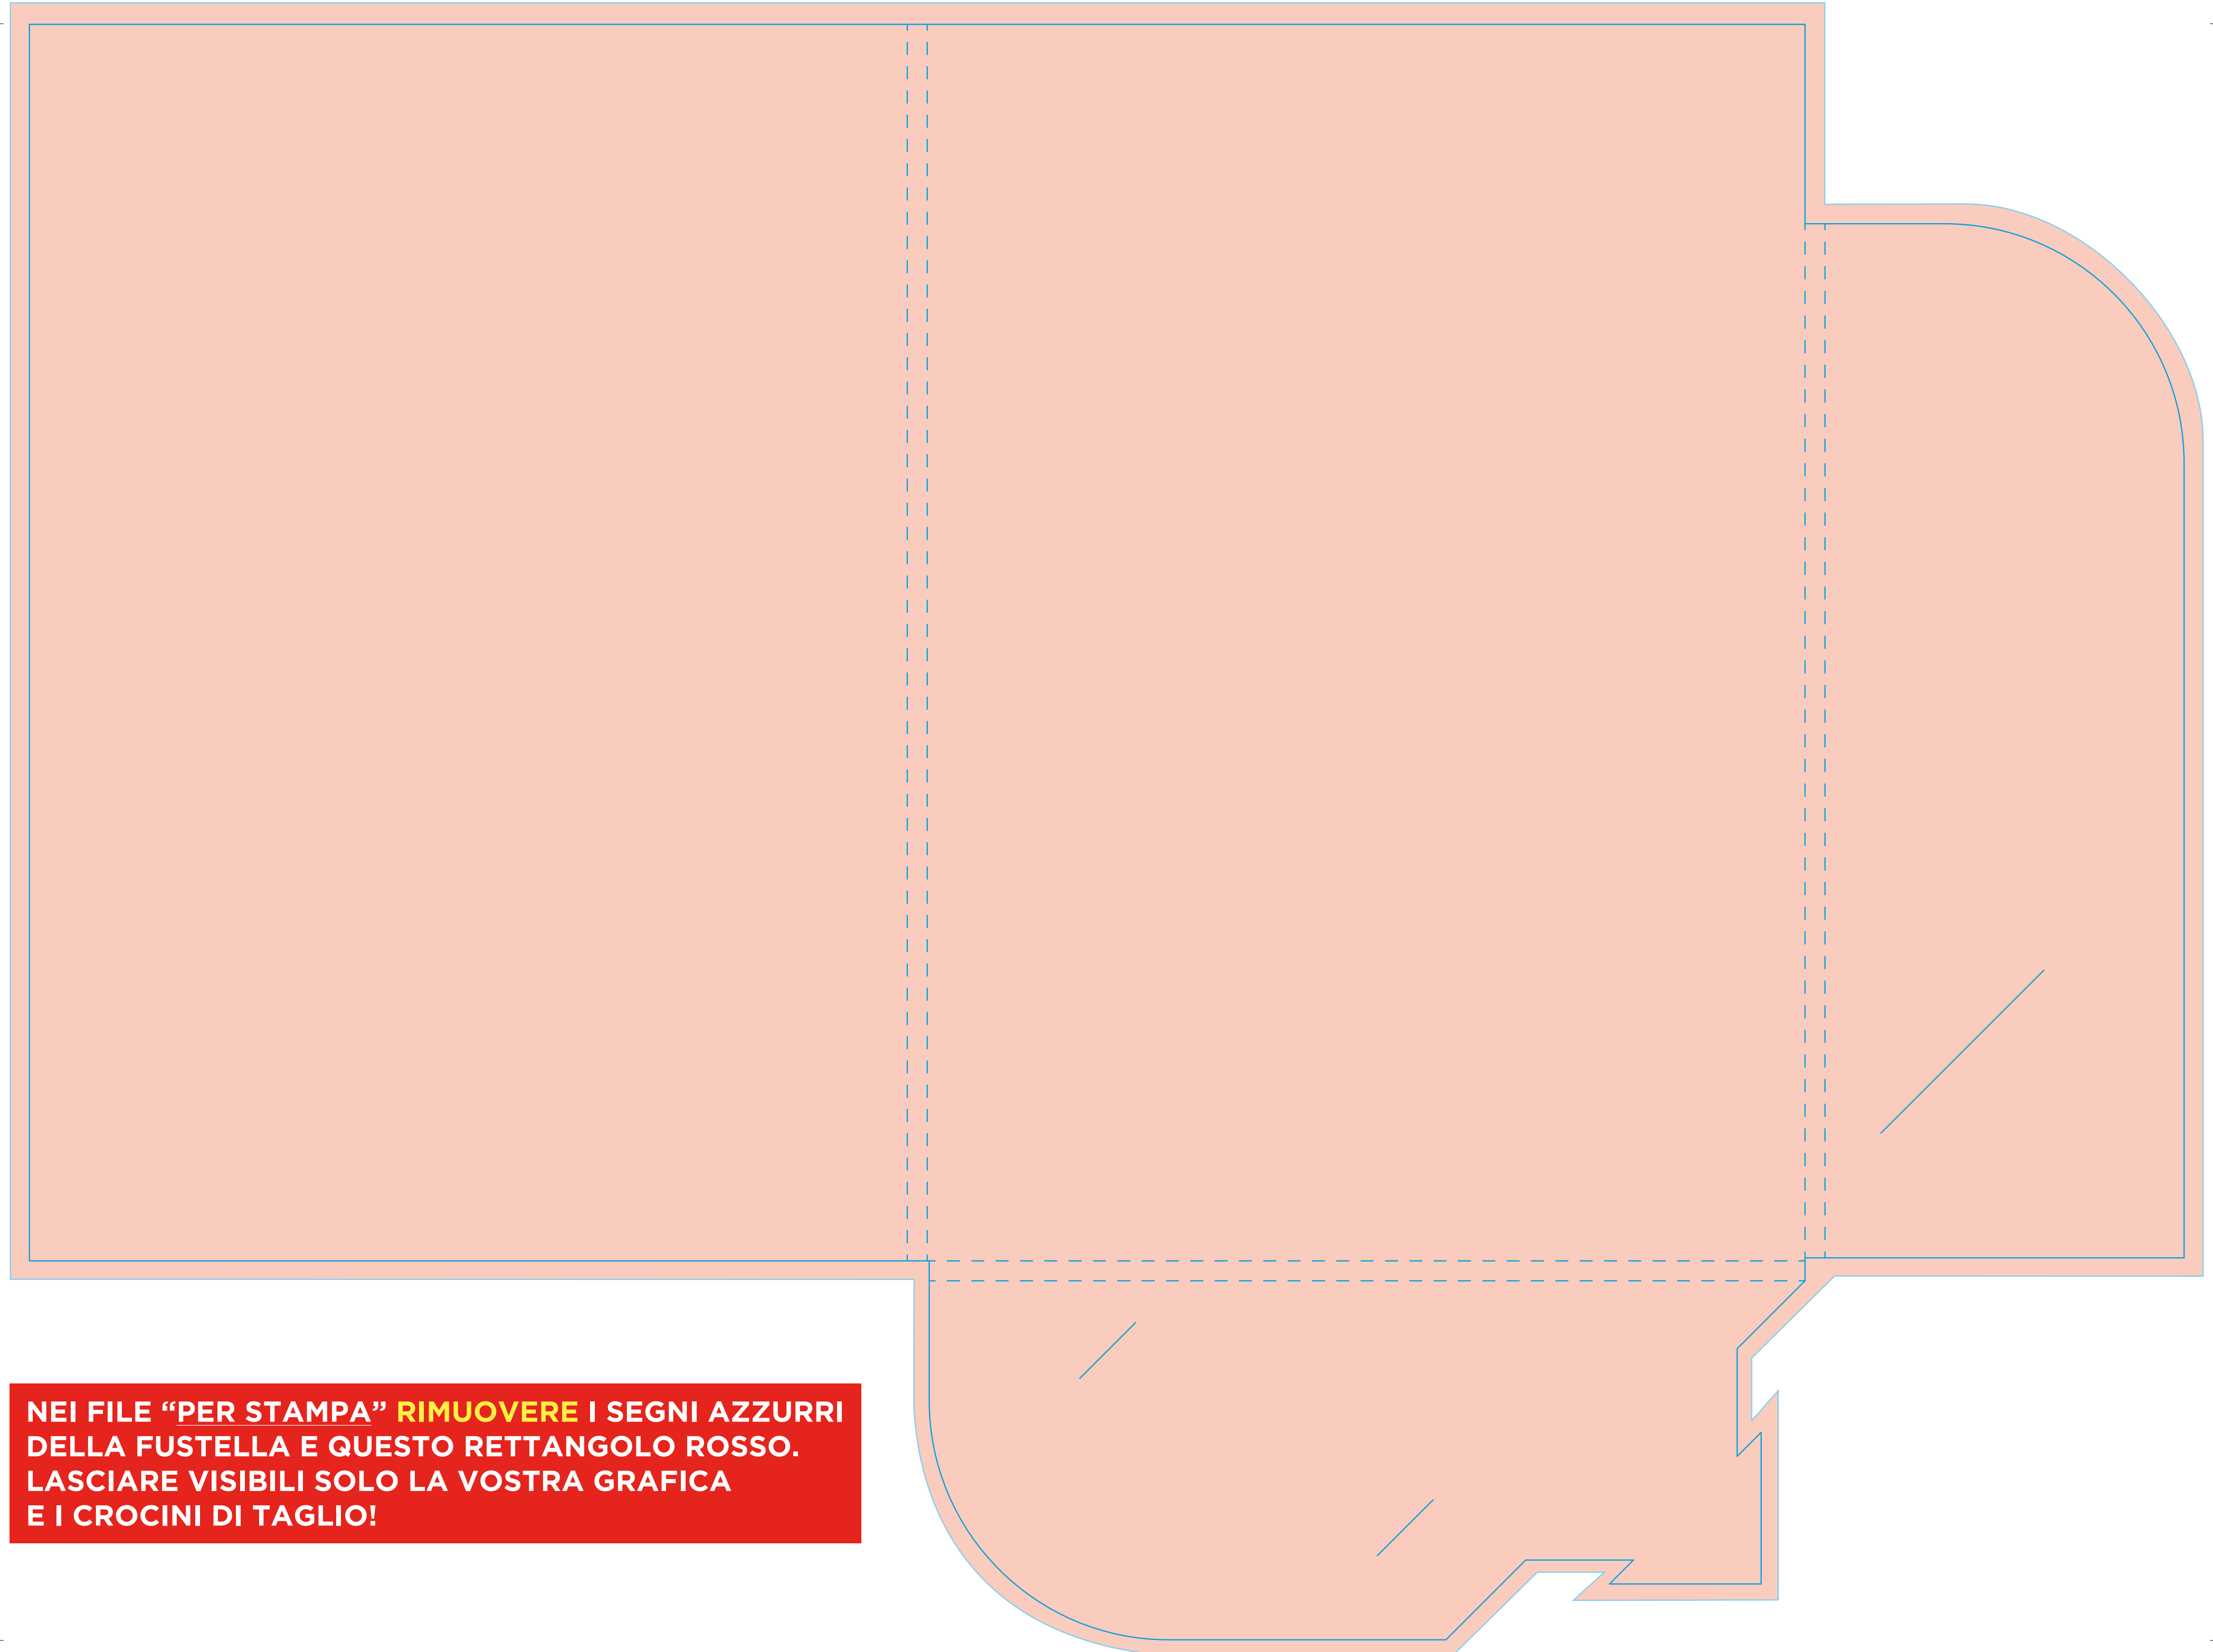 NEI FILE “PER STAMPA” RIMUOVERE I SEGNI AZZURRI
DELLA FUSTELLA E QUESTO RETTANGOLO ROSSO.
LASCIARE VISIBILI SOLO LA VOSTRA GRAFICA
E I CROCINI DI TAGLIO!